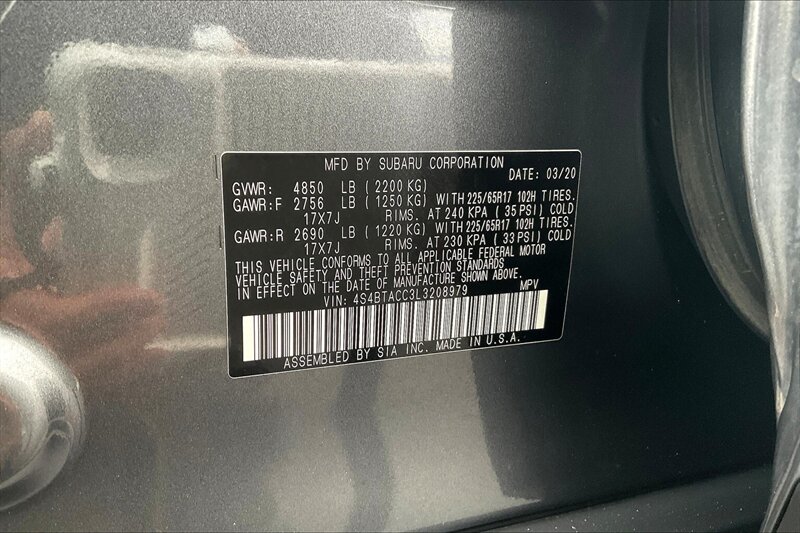 MFD BY SUBARU CORPORATION DATE: 03/20
GVWR: 4850 LB (2200 KG)
GAWR:F 2756 LB (1250 KG) WITH 225/65R17 102H TIRES.
17X7J RIMS. AT 240 KPA (35 PSI) COLD
GAWR:R 2690 LB (1220 KG) WITH 225/65R17 102H TIRES.
17X7J RIMS. AT 230 KPA (33 PSI) COLD
THIS VEHICLE CONFORMS TO ALL APPLICABLE FEDERAL MOTOR
VEHICLE SAFETY AND THEFT PREVENTION STANDARDS
IN EFFECT ON THE DATE OF MANUFACTURE SHOWN ABOVE.
VIN: 4S4BTACC3L3208979 MPV
ASSEMBLED BY SIA INC. MADE IN U.S.A.